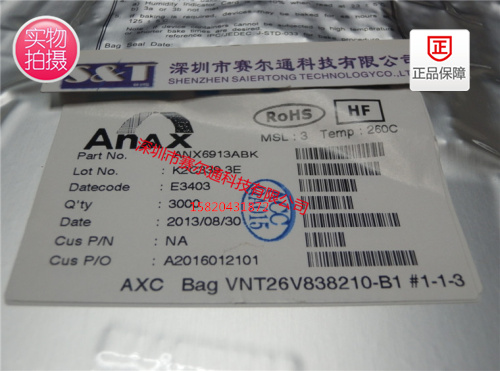 实物
拍摄
正品保障
Bag Seal Date:
S&T
深圳市赛尔通科技有限公司
SHENZHEN SAIERTONG TECHNOLOGYCO.,L
RoHS
HF
MSL : 3 Temp : 260C
Anax
Part No. : ANX6913ABK
Lot No. :
Datecode : E3403
Q'ty : 3000
Date : 2013/08/30
Cus P/N : NA
Cus P/O : A2016012101
AXC Bag VNT26V838210-B1 #1-1-3
深圳市赛尔通科技有限公司